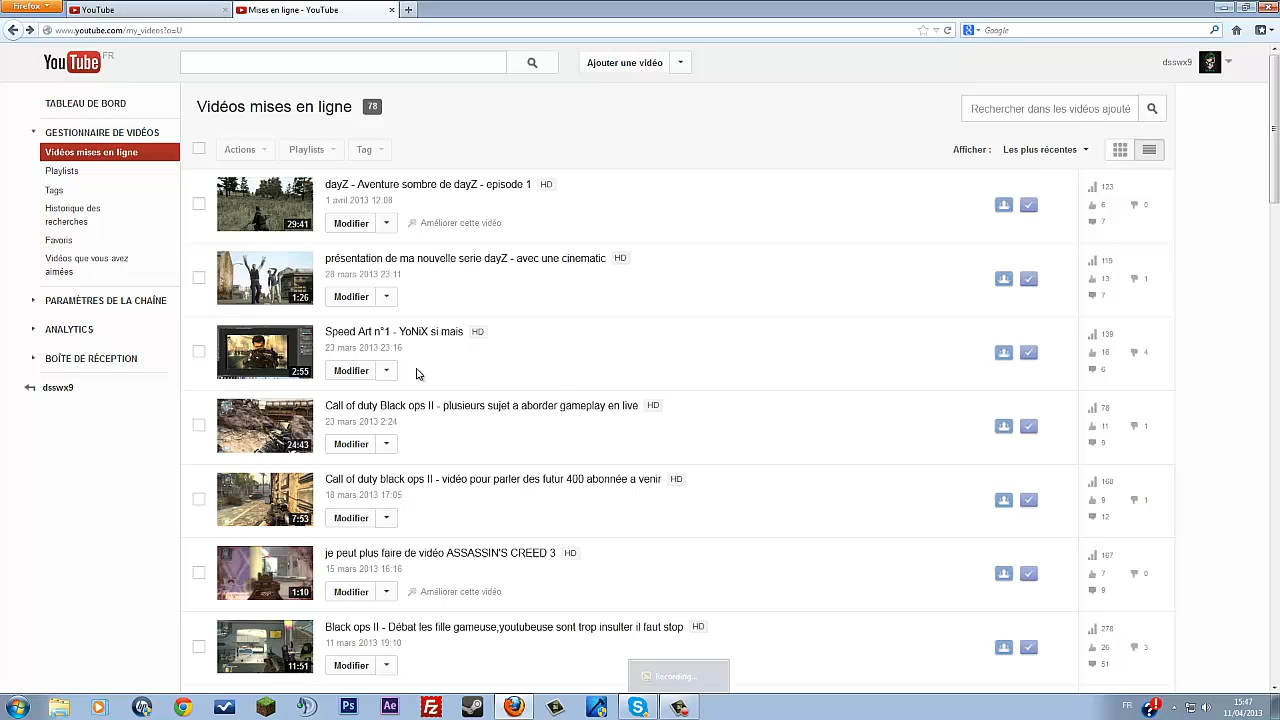 Firefox
YouTube
Mises en ligne - YouTube
www.youtube.com/my_videos?o=U
Google
YouTube FR
Ajouter une vidéo
dsswx9
TABLEAU DE BORD
GESTIONNAIRE DE VIDÉOS
Vidéos mises en ligne
Playlists
Tags
Historique des
recherches
Favoris
Vidéos que vous avez
aimées
PARAMÈTRES DE LA CHAÎNE
ANALYTICS
BOÎTE DE RÉCEPTION
dsswx9
Vidéos mises en ligne 78
Rechercher dans les vidéos ajouté
Actions
Playlists
Tag
Afficher : Les plus récentes
dayZ - Aventure sombre de dayZ - episode 1 HD
1 avril 2013 12:08
Modifier
Améliorer cette vidéo
29:41
123
6 0
7
présentation de ma nouvelle serie dayZ - avec une cinematic HD
28 mars 2013 23:11
Modifier
1:26
119
13 1
7
Speed Art n°1 - YoNiX si mais HD
23 mars 2013 23:16
Modifier
2:55
139
16 4
6
Call of duty Black ops II - plusieurs sujet a aborder gameplay en live HD
23 mars 2013 2:24
Modifier
24:43
78
11 1
9
Call of duty black ops II - vidéo pour parler des futur 400 abonnée a venir HD
18 mars 2013 17:05
Modifier
7:53
168
9 1
12
je peut plus faire de vidéo ASSASSIN'S CREED 3 HD
15 mars 2013 16:16
Modifier
Améliorer cette vidéo
1:10
167
7 0
9
Black ops II - Débat les fille gameuse,youtubeuse sont trop insulter il faut stop HD
11 mars 2013 19:10
Modifier
11:51
278
26 3
51
Recording...
Ps
Ae
FZ
FR
15:47
11/04/2013